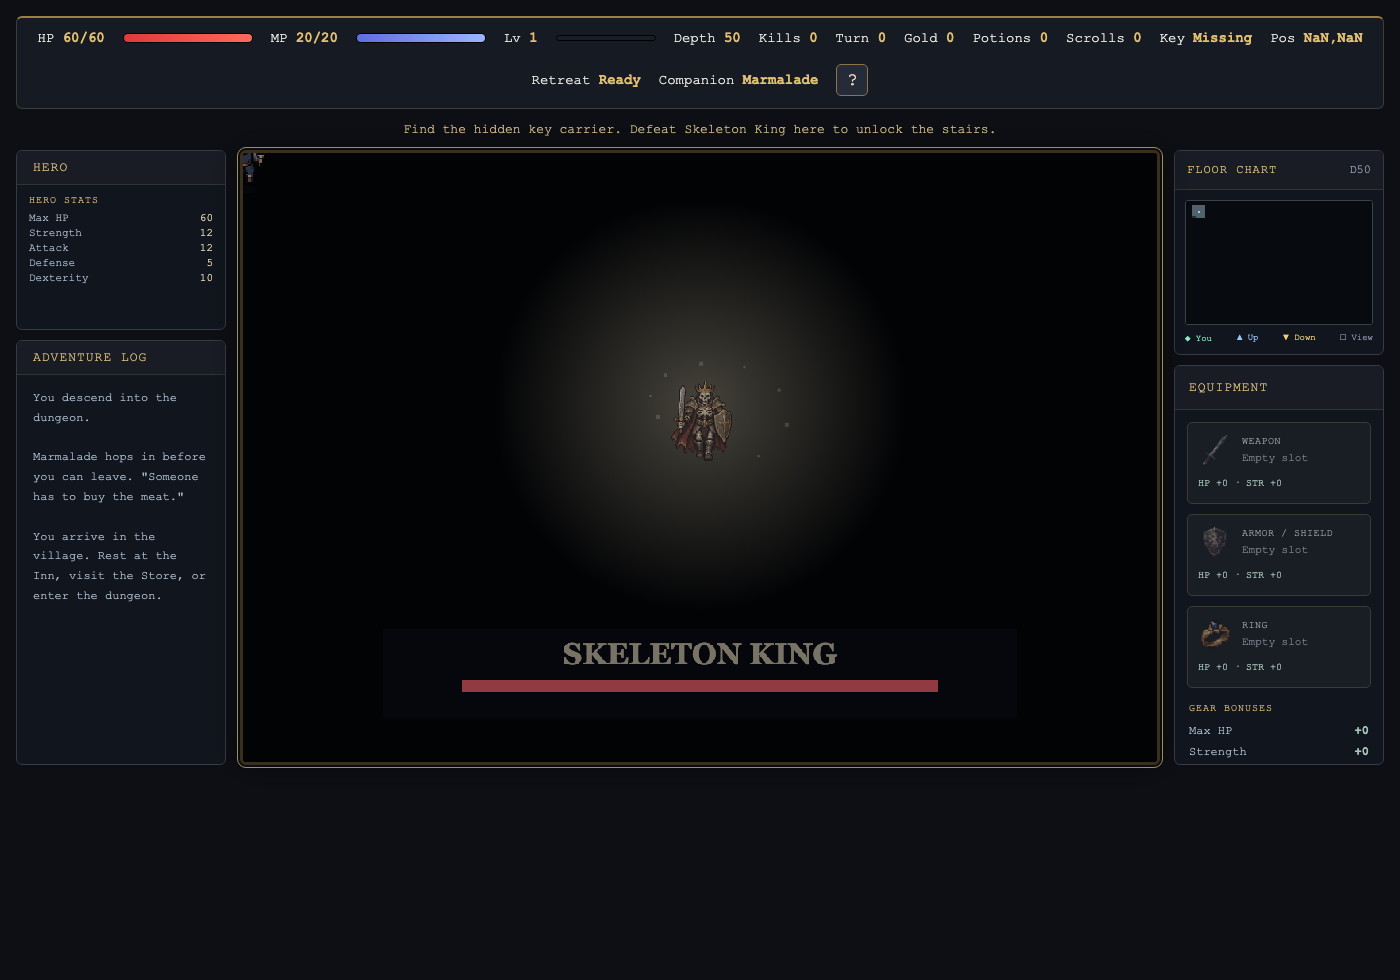 HP 60/60 MP 20/20 Lv 1 Depth 50 Kills 0 Turn 0 Gold 0 Potions 0 Scrolls 0 Key Missing Pos NaN,NaN
Retreat Ready Companion Marmalade ?
Find the hidden key carrier. Defeat Skeleton King here to unlock the stairs.
HERO
HERO STATS
Max HP 60
Strength 12
Attack 12
Defense 5
Dexterity 10
ADVENTURE LOG
You descend into the
dungeon.
Marmalade hops in before
you can leave. "Someone
has to buy the meat."
You arrive in the
village. Rest at the
Inn, visit the Store, or
enter the dungeon.
SKELETON KING
FLOOR CHART D50
◆ You ▲ Up ▼ Down □ View
EQUIPMENT
WEAPON
Empty slot
HP +0 · STR +0
ARMOR / SHIELD
Empty slot
HP +0 · STR +0
RING
Empty slot
HP +0 · STR +0
GEAR BONUSES
Max HP +0
Strength +0